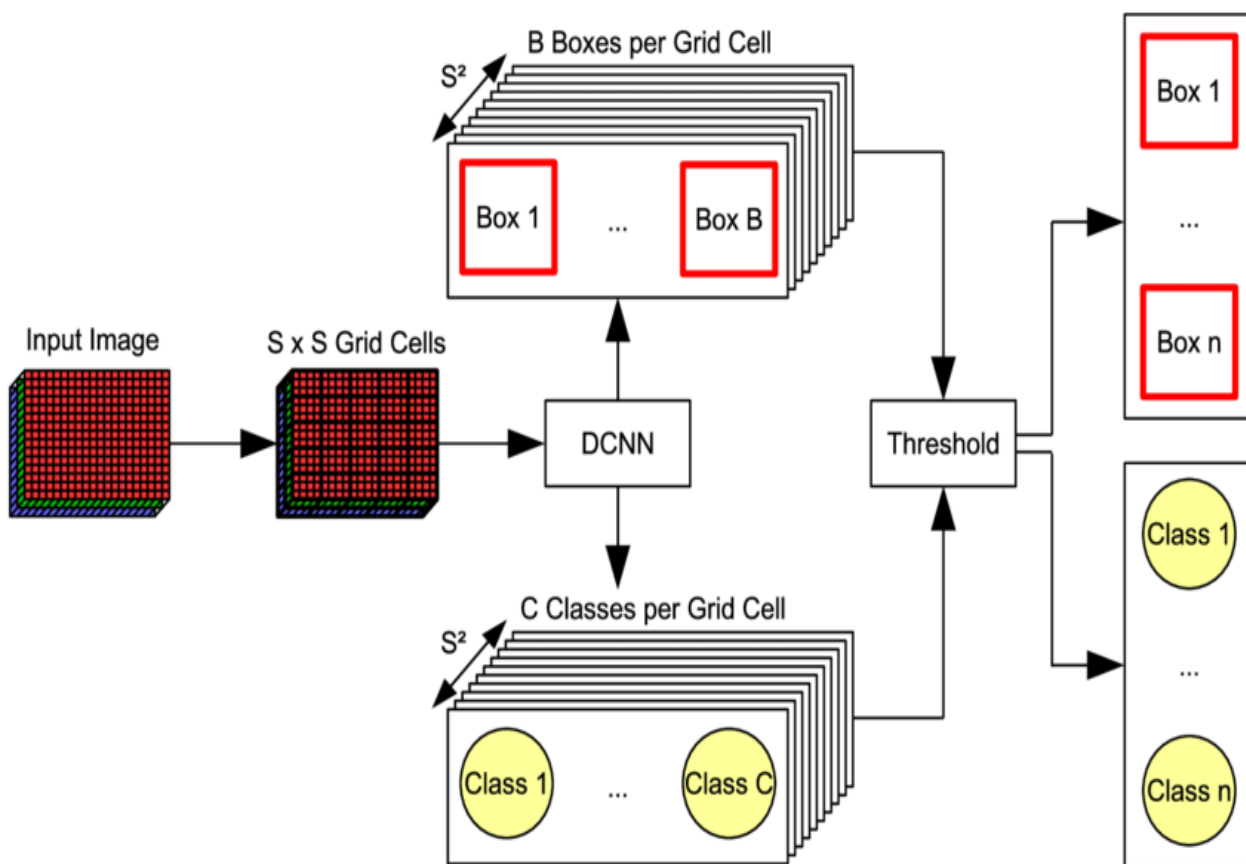 B Boxes per Grid Cell
S²
Box 1 ... Box B
Input Image
S x S Grid Cells
DCNN
C Classes per Grid Cell
S²
Class 1 ... Class C
Threshold
Box 1
...
Box n
Class 1
...
Class n